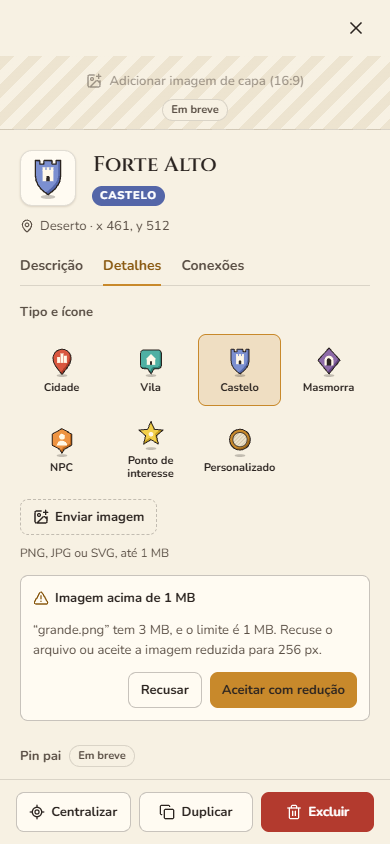 Adicionar imagem de capa (16:9)
Em breve
Forte Alto
CASTELO
Deserto · x 461, y 512
Descrição Detalhes Conexões
Tipo e ícone
Cidade Vila Castelo Masmorra
NPC Ponto de interesse Personalizado
Enviar imagem
PNG, JPG ou SVG, até 1 MB
Imagem acima de 1 MB
“grande.png” tem 3 MB, e o limite é 1 MB. Recuse o
arquivo ou aceite a imagem reduzida para 256 px.
Recusar Aceitar com redução
Pin pai Em breve
Centralizar Duplicar Excluir